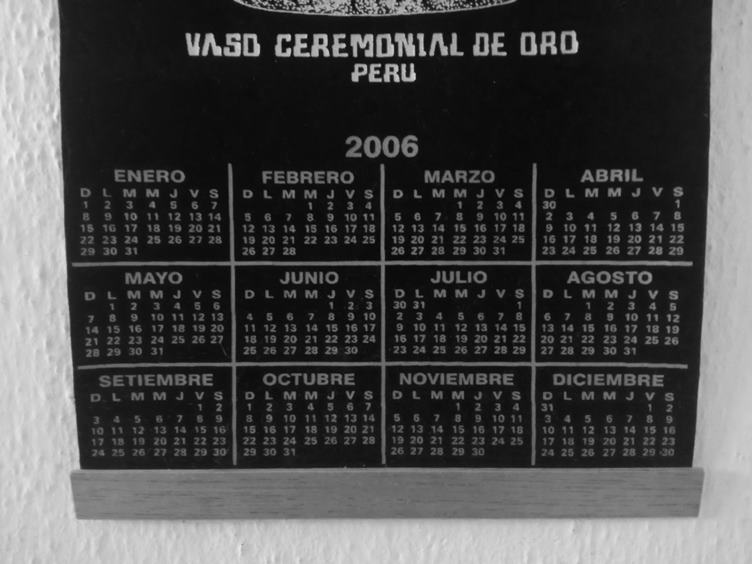 VASO CEREMONIAL DE ORO
PERU
2006
ENERO
D L M M J V S
1 2 3 4 5 6 7
8 9 10 11 12 13 14
15 16 17 18 19 20 21
22 23 24 25 26 27 28
29 30 31
FEBRERO
D L M M J V S
1 2 3 4
5 6 7 8 9 10 11
12 13 14 15 16 17 18
19 20 21 22 23 24 25
26 27 28
MARZO
D L M M J V S
1 2 3 4
5 6 7 8 9 10 11
12 13 14 15 16 17 18
19 20 21 22 23 24 25
26 27 28 29 30 31
ABRIL
D L M M J V S
30 1
2 3 4 5 6 7 8
9 10 11 12 13 14 15
16 17 18 19 20 21 22
23 24 25 26 27 28 29
MAYO
D L M M J V S
1 2 3 4 5 6
7 8 9 10 11 12 13
14 15 16 17 18 19 20
21 22 23 24 25 26 27
28 29 30 31
JUNIO
D L M M J V S
1 2 3
4 5 6 7 8 9 10
11 12 13 14 15 16 17
18 19 20 21 22 23 24
25 26 27 28 29 30
JULIO
D L M M J V S
30 31 1
2 3 4 5 6 7 8
9 10 11 12 13 14 15
16 17 18 19 20 21 22
23 24 25 26 27 28 29
AGOSTO
D L M M J V S
1 2 3 4 5
6 7 8 9 10 11 12
13 14 15 16 17 18 19
20 21 22 23 24 25 26
27 28 29 30 31
SETIEMBRE
D L M M J V S
1 2
3 4 5 6 7 8 9
10 11 12 13 14 15 16
17 18 19 20 21 22 23
24 25 26 27 28 29 30
OCTUBRE
D L M M J V S
1 2 3 4 5 6 7
8 9 10 11 12 13 14
15 16 17 18 19 20 21
22 23 24 25 26 27 28
29 30 31
NOVIEMBRE
D L M M J V S
1 2 3 4
5 6 7 8 9 10 11
12 13 14 15 16 17 18
19 20 21 22 23 24 25
26 27 28 29 30
DICIEMBRE
D L M M J V S
31 1 2
3 4 5 6 7 8 9
10 11 12 13 14 15 16
17 18 19 20 21 22 23
24 25 26 27 28 29 30